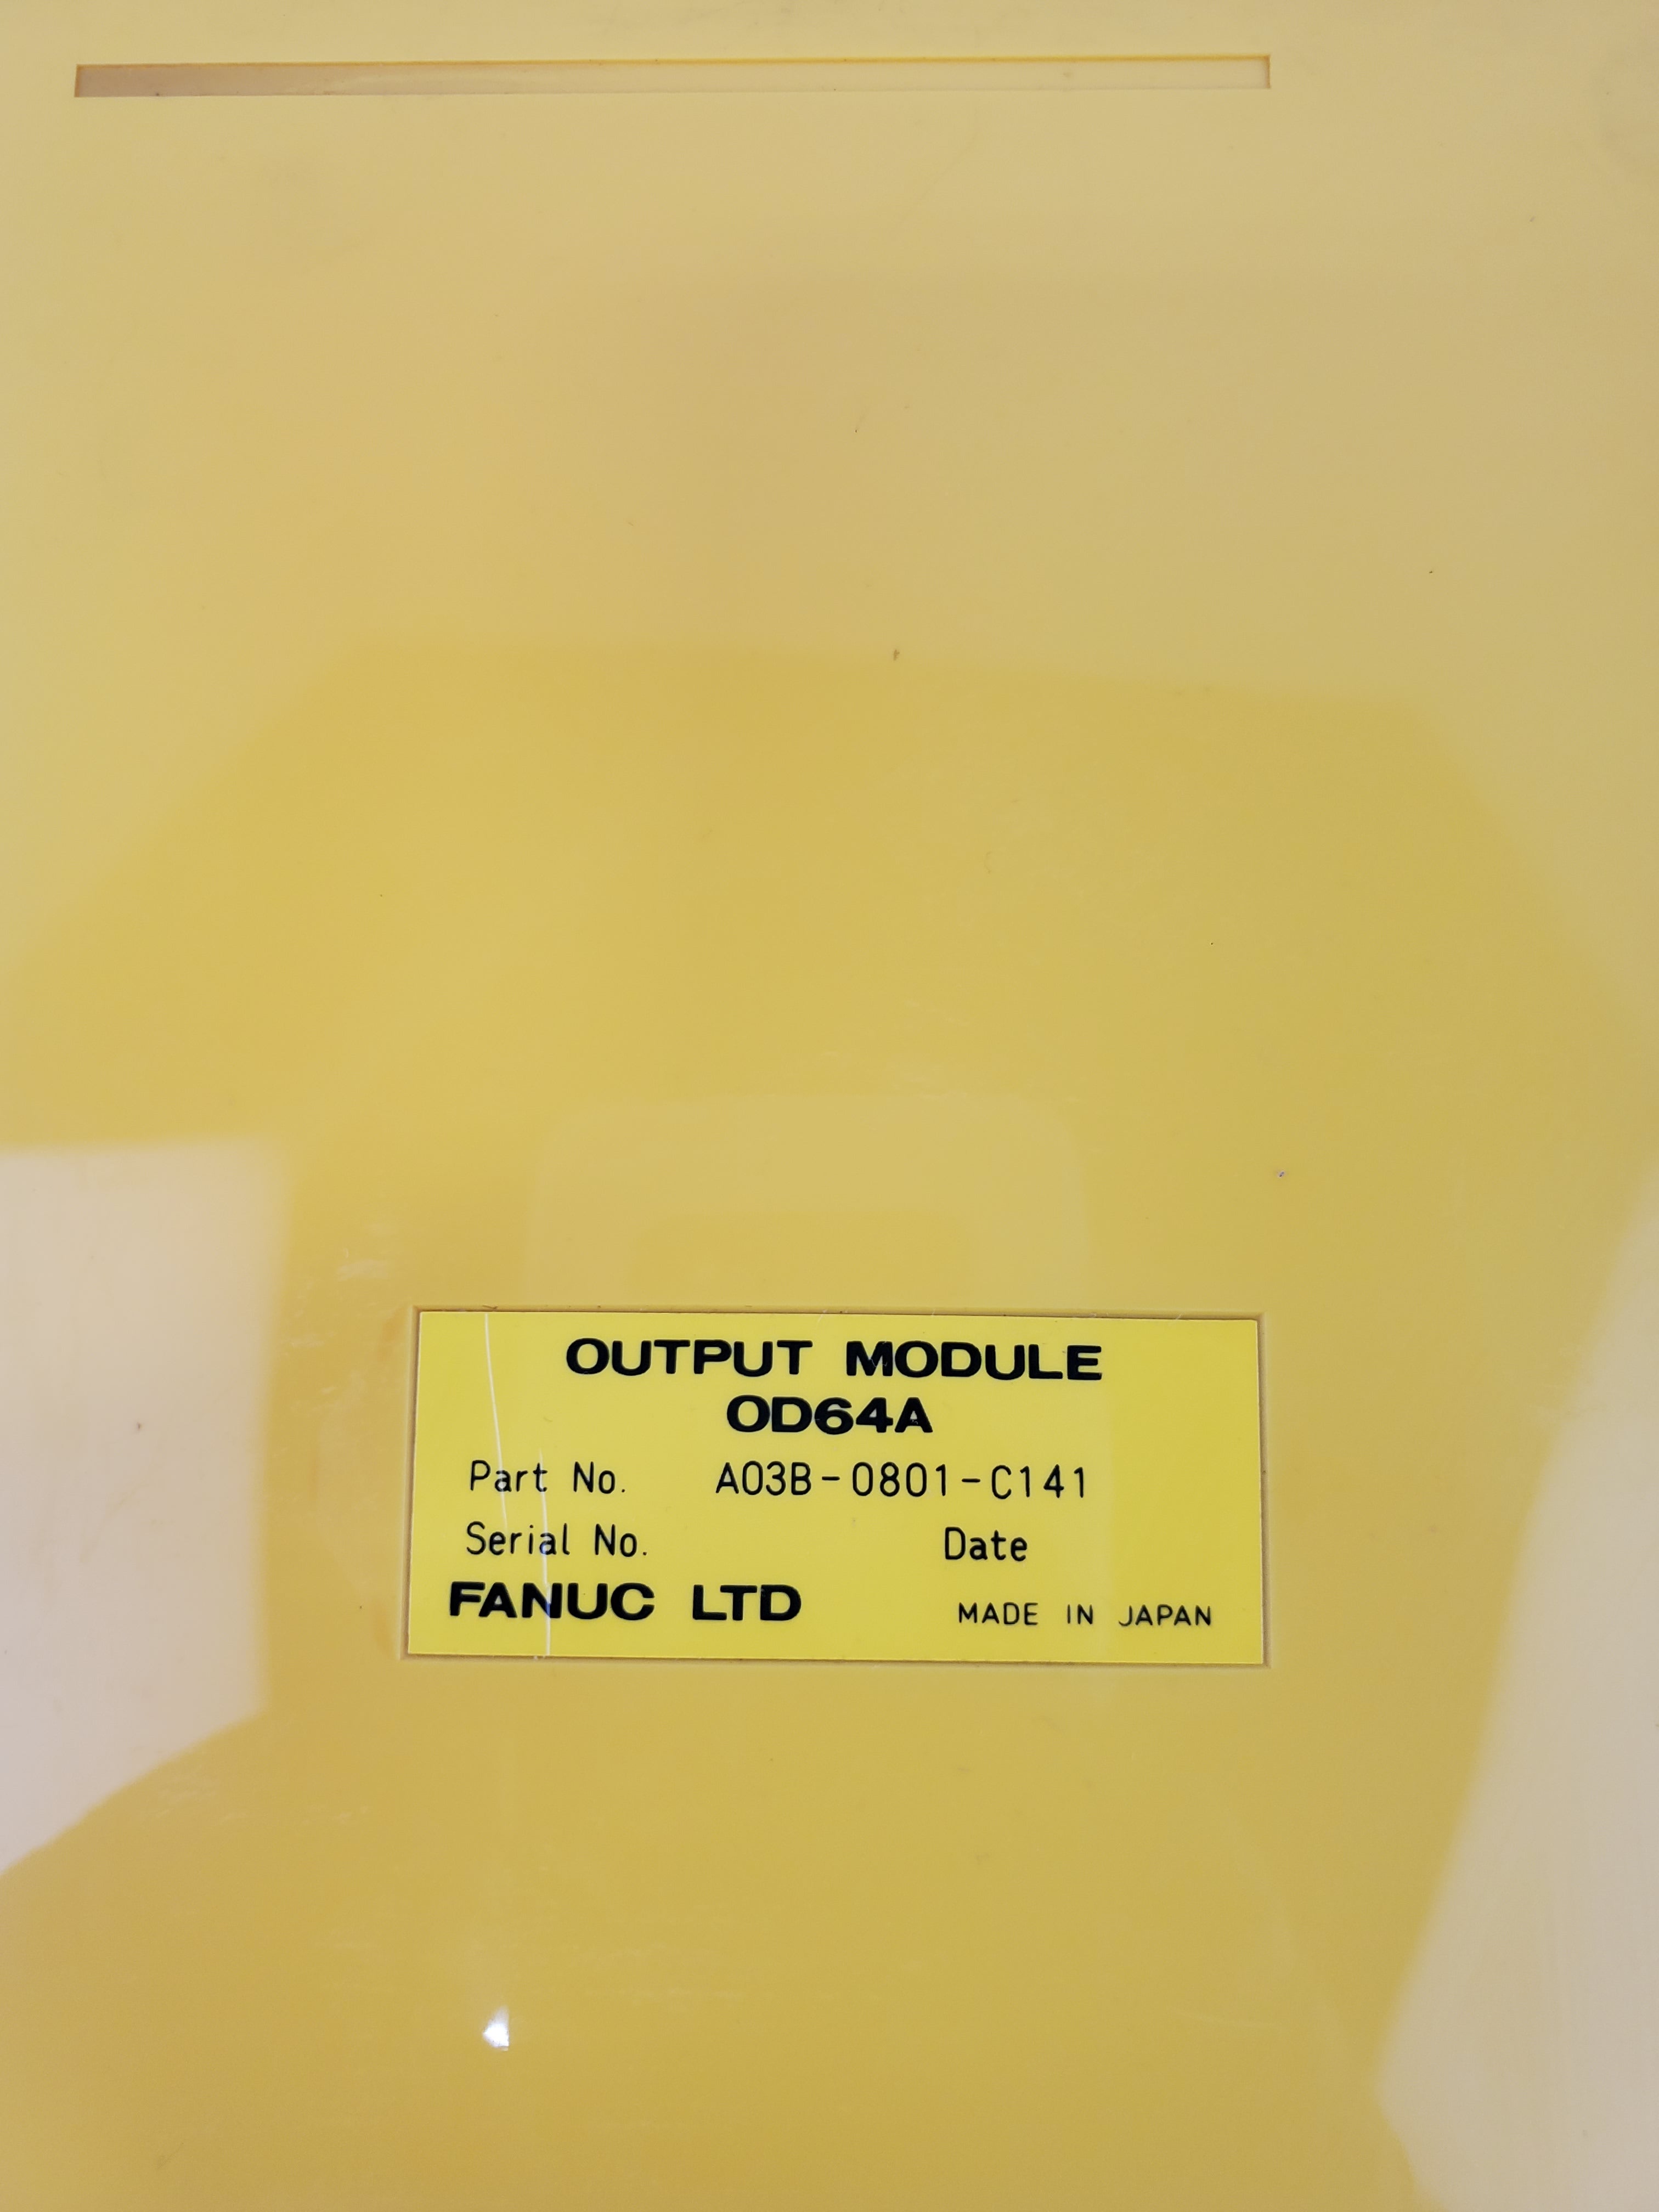 OUTPUT MODULE
OD64A
Part No. A03B-0801-C141
Serial No. Date
FANUC LTD MADE IN JAPAN